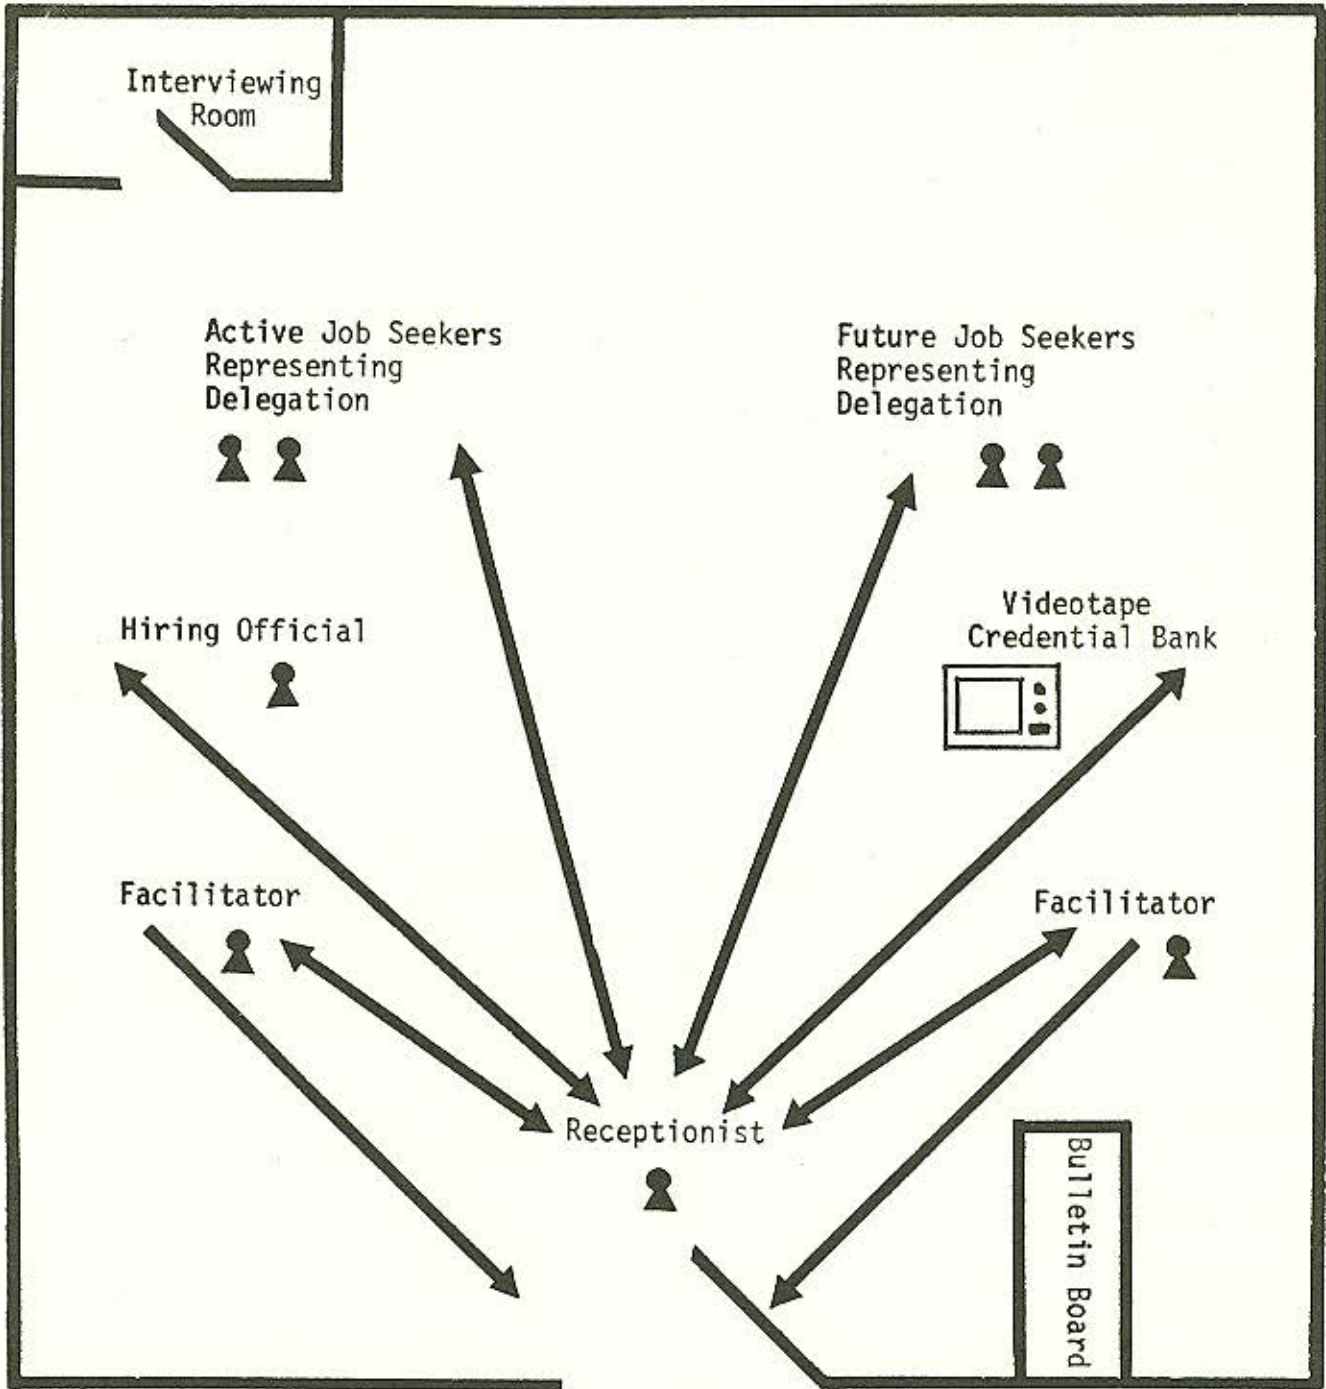 Interviewing
Room
Active Job Seekers
Representing
Delegation
Future Job Seekers
Representing
Delegation
Hiring Official
Videotape
Credential Bank
Facilitator
Facilitator
Receptionist
Bulletin Board